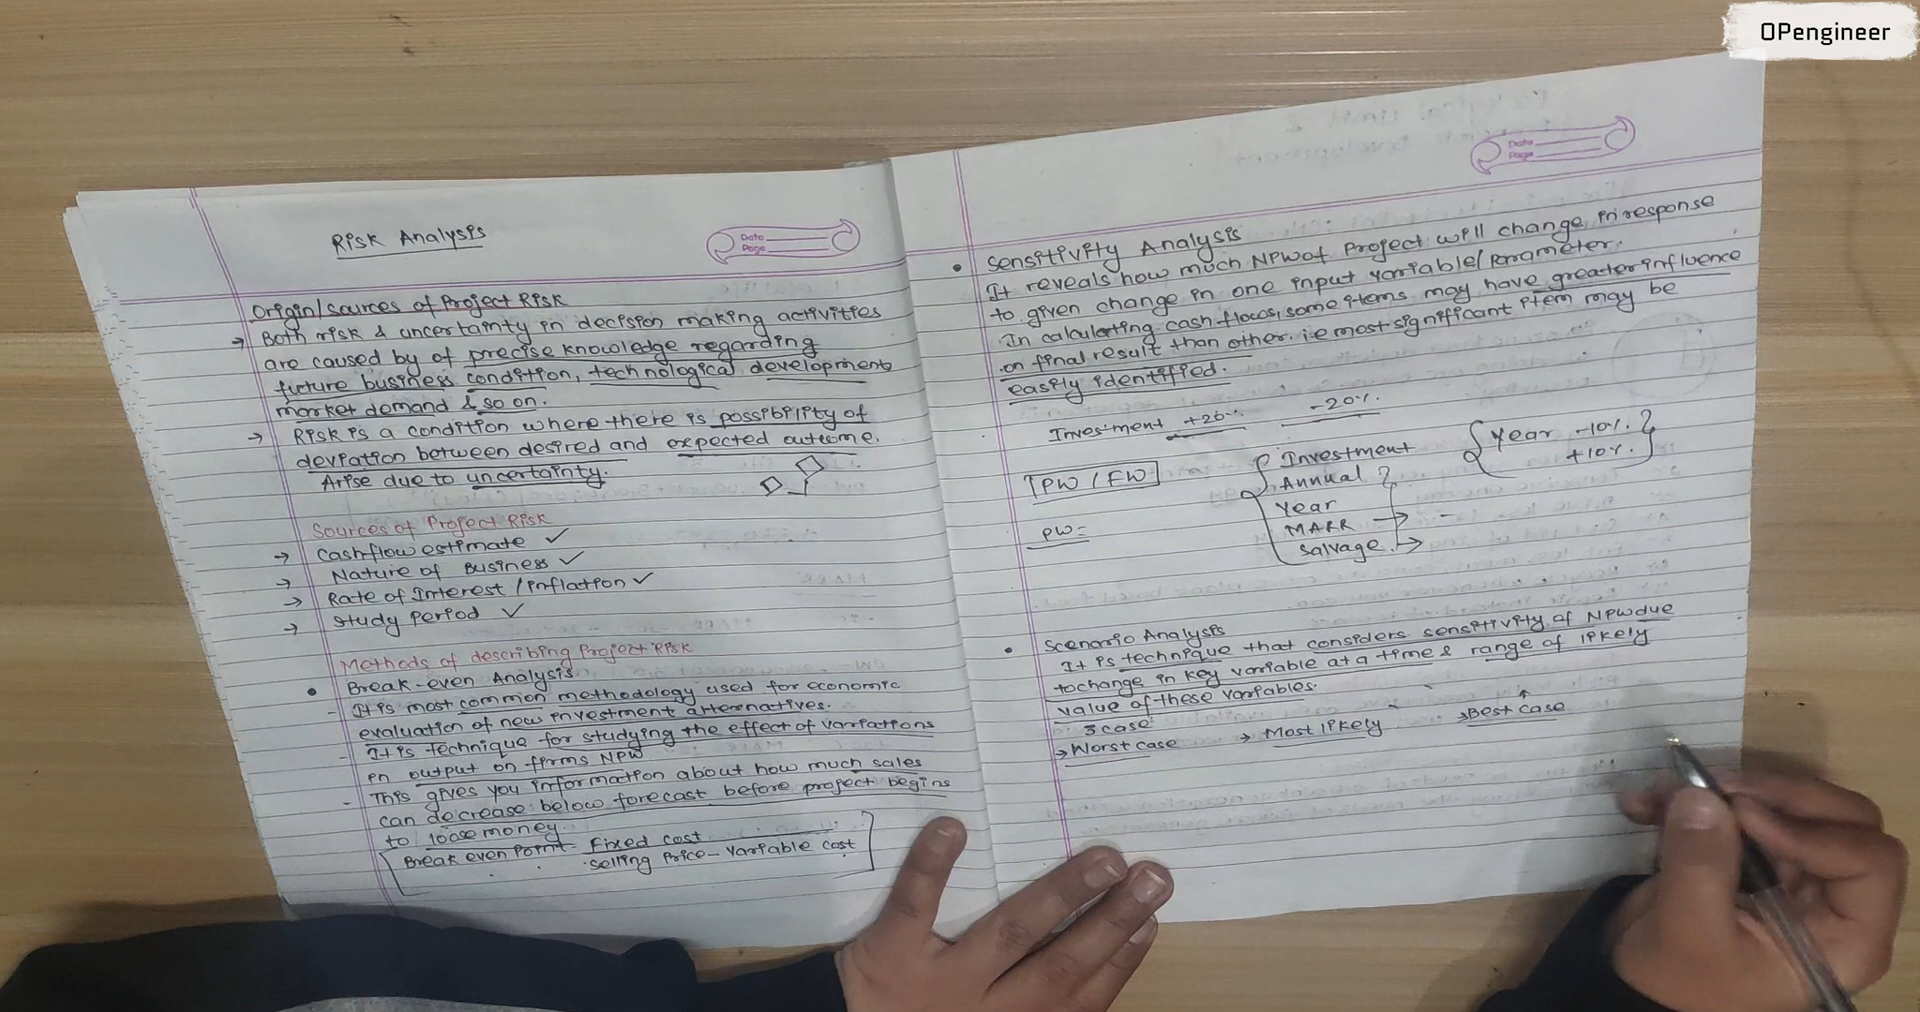 OPengineer
Risk Analysis
Date
Page
Origin/sources of Project Risk
→ Both risk & uncertainty in decision making activities
are caused by of precise knowledge regarding
future business condition, technological development
market demand & so on.
→ Risk is a condition where there is possibility of
deviation between desired and expected outcome.
Arise due to uncertainty.
Sources of Project Risk
→ Cashflow estimate ✓
→ Nature of Business ✓
→ Rate of Interest / Inflation ✓
→ Study Period ✓
Methods of describing Project Risk
• Break-even Analysis
- It is most common methodology used for economic
evaluation of new investment alternatives.
- It is technique for studying the effect of variations
in output on firms NPW
- This gives you information about how much sales
can decrease below forecast before project begins
to loose money.
Break even Point = Fixed cost
Selling Price - Variable cost
Date
Page
• Sensitivity Analysis
It reveals how much NPW of Project will change in response
to given change in one input variable/Parameter.
In calculating cash flows, some items may have greater influence
on final result than other. i.e most significant item may be
easily identified.
Investment +20% -20%
PW / FW
PW=
Investment
Annual
Year
MARR → -
Salvage →
Year -10%
+10%
• Scenario Analysis
It is technique that considers sensitivity of NPW due
to change in key variable at a time & range of likely
value of these variables.
3 case
→ Worst case → Most likely → Best case